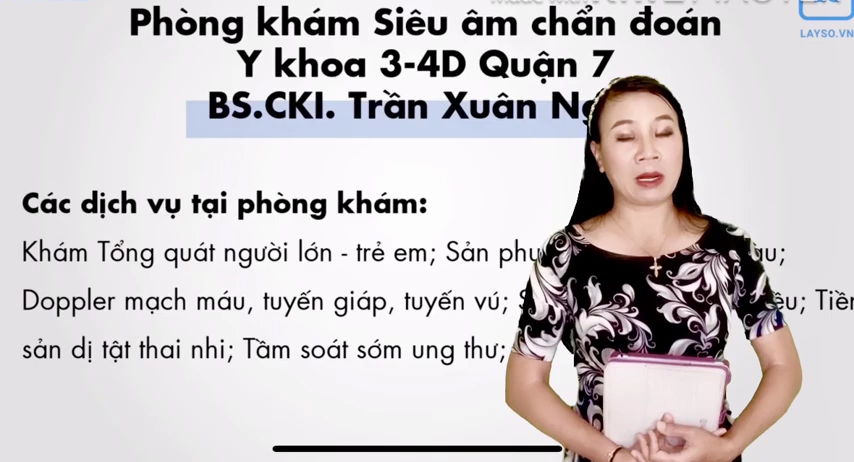 LAYSO.VN
Phòng khám Siêu âm chẩn đoán
Y khoa 3-4D Quận 7
BS.CKI. Trần Xuân
Các dịch vụ tại phòng khám:
Khám Tổng quát người lớn - trẻ em; Sản
Doppler mạch máu, tuyến giáp, tuyến vú;
sản dị tật thai nhi; Tầm soát sớm ung thư;